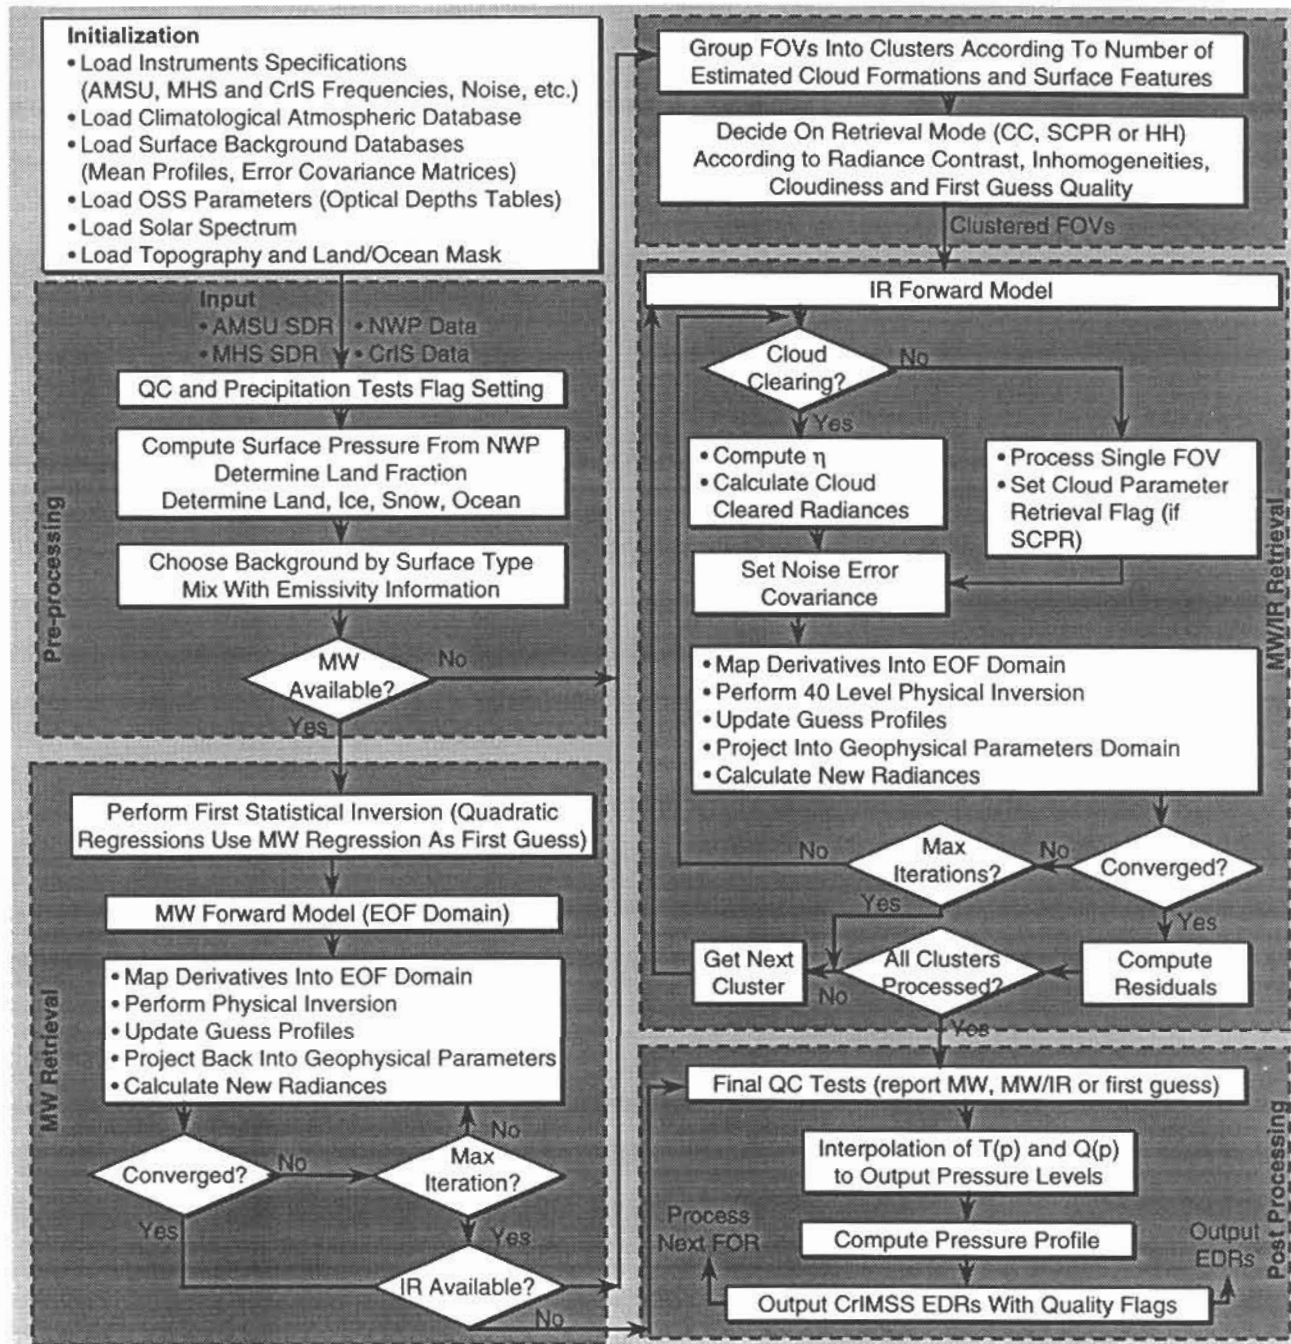 Initialization
• Load Instruments Specifications
(AMSU, MHS and CrIS Frequencies, Noise, etc.)
• Load Climatological Atmospheric Database
• Load Surface Background Databases
(Mean Profiles, Error Covariance Matrices)
• Load OSS Parameters (Optical Depths Tables)
• Load Solar Spectrum
• Load Topography and Land/Ocean Mask
Pre-processing
Input
• AMSU SDR
• NWP Data
• MHS SDR
• CrIS Data
QC and Precipitation Tests Flag Setting
Compute Surface Pressure From NWP
Determine Land Fraction
Determine Land, Ice, Snow, Ocean
Choose Background by Surface Type
Mix With Emissivity Information
MW
Available?
No
Yes
MW Retrieval
Perform First Statistical Inversion (Quadratic
Regressions Use MW Regression As First Guess)
MW Forward Model (EOF Domain)
• Map Derivatives Into EOF Domain
• Perform Physical Inversion
• Update Guess Profiles
• Project Back Into Geophysical Parameters
• Calculate New Radiances
Converged?
No
Yes
Max
Iteration?
No
Yes
IR Available?
No
Group FOVs Into Clusters According To Number of
Estimated Cloud Formations and Surface Features
Decide On Retrieval Mode (CC, SCPR or HH)
According to Radiance Contrast, Inhomogeneities,
Cloudiness and First Guess Quality
Clustered FOVs
MW/IR Retrieval
IR Forward Model
Cloud
Clearing?
No
Yes
• Compute η
• Calculate Cloud
Cleared Radiances
• Process Single FOV
• Set Cloud Parameter
Retrieval Flag (if
SCPR)
Set Noise Error
Covariance
• Map Derivatives Into EOF Domain
• Perform 40 Level Physical Inversion
• Update Guess Profiles
• Project Into Geophysical Parameters Domain
• Calculate New Radiances
No
Max
Iterations?
No
Converged?
Yes
Yes
Get Next
Cluster
No
All Clusters
Processed?
Compute
Residuals
Yes
Post Processing
Final QC Tests (report MW, MW/IR or first guess)
Interpolation of T(p) and Q(p)
to Output Pressure Levels
Process
Next FOR
Compute Pressure Profile
Output
EDRs
Output CrIMSS EDRs With Quality Flags